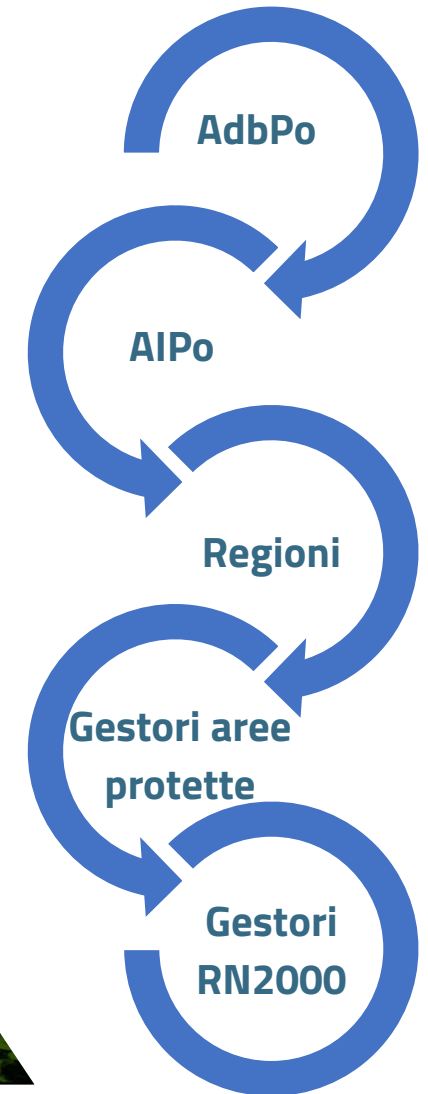 AdbPo
AIPo
Regioni
Gestori aree
protette
Gestori
RN2000